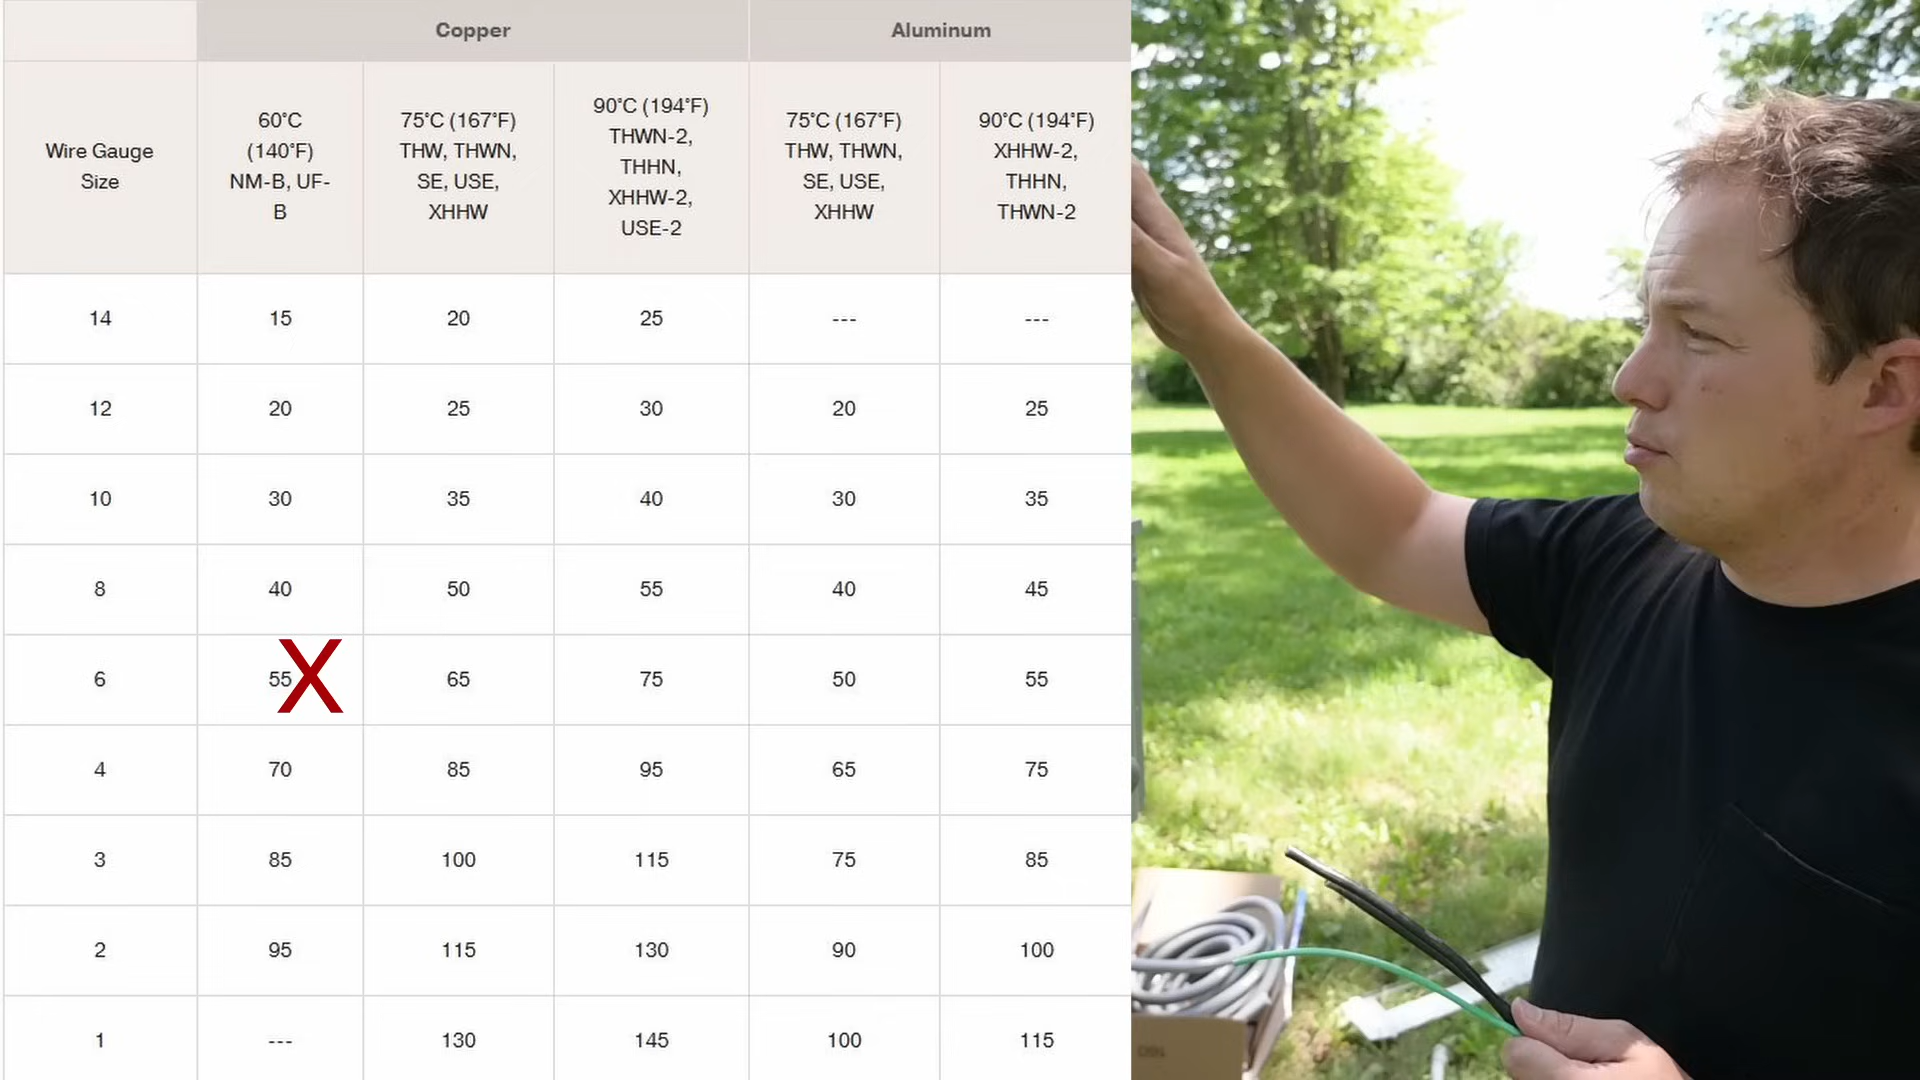 Copper Aluminum
Wire Gauge
Size
60°C
(140°F)
NM-B, UF-
B
75°C (167°F)
THW, THWN,
SE, USE,
XHHW
90°C (194°F)
THWN-2,
THHN,
XHHW-2,
USE-2
75°C (167°F)
THW, THWN,
SE, USE,
XHHW
90°C (194°F)
XHHW-2,
THHN,
THWN-2
14 15 20 25 --- ---
12 20 25 30 20 25
10 30 35 40 30 35
8 40 50 55 40 45
6 55 X 65 75 50 55
4 70 85 95 65 75
3 85 100 115 75 85
2 95 115 130 90 100
1 --- 130 145 100 115